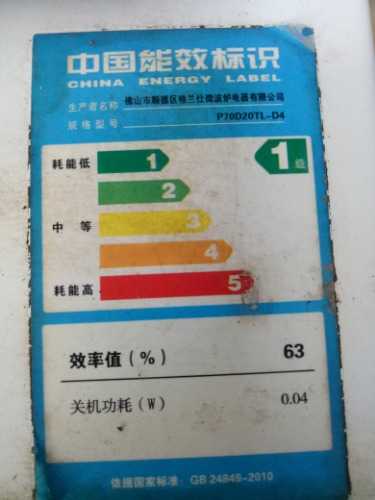 中国能效标识
CHINA ENERGY LABEL
生产者名称 佛山市顺德区格兰仕微波炉电器有限公司
规格型号 P70D20TL-D4
耗能低 1 1级
2
中等 3
4
耗能高 5
效率值(%) 63
关机功耗(W) 0.04
依据国家标准：GB 24849-2010